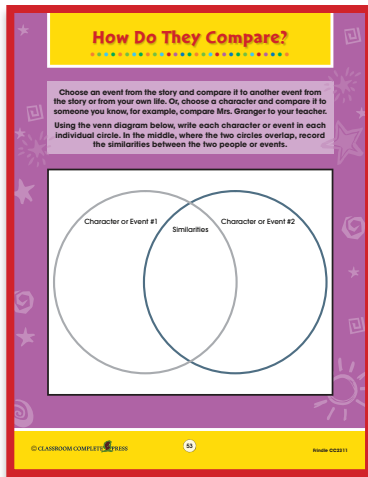 How Do They Compare?
Choose an event from the story and compare it to another event from
the story or from your own life. Or, choose a character and compare it to
someone you know, for example, compare Mrs. Granger to your teacher.
Using the venn diagram below, write each character or event in each
individual circle. In the middle, where the two circles overlap, record
the similarities between the two people or events.
Character or Event #1
Similarities
Character or Event #2
© CLASSROOM COMPLETE PRESS
53
Frindle CC2311